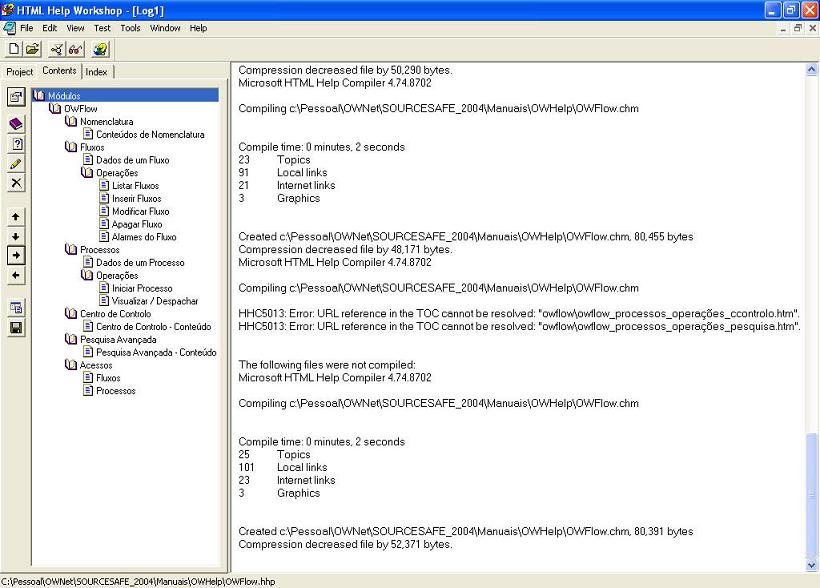 HTML Help Workshop - [Log1]
File Edit View Test Tools Window Help
Project Contents Index
Módulos
OWFlow
Nomenclatura
Conteúdos de Nomenclatura
Fluxos
Dados de um Fluxo
Operações
Listar Fluxos
Inserir Fluxos
Modificar Fluxo
Apagar Fluxo
Alarmes do Fluxo
Processos
Dados de um Processo
Operações
Iniciar Processo
Visualizar / Despachar
Centro de Controlo
Centro de Controlo - Conteúdo
Pesquisa Avançada
Pesquisa Avançada - Conteúdo
Acessos
Fluxos
Processos
Compression decreased file by 50,290 bytes.
Microsoft HTML Help Compiler 4.74.8702
Compiling c:\Pessoal\OWNet\SOURCESAFE_2004\Manuais\OWHelp\OWFlow.chm
Compile time: 0 minutes, 2 seconds
23 Topics
91 Local links
21 Internet links
3 Graphics
Created c:\Pessoal\OWNet\SOURCESAFE_2004\Manuais\OWHelp\OWFlow.chm, 80,455 bytes
Compression decreased file by 48,171 bytes.
Microsoft HTML Help Compiler 4.74.8702
Compiling c:\Pessoal\OWNet\SOURCESAFE_2004\Manuais\OWHelp\OWFlow.chm
HHC5013: Error: URL reference in the TOC cannot be resolved: "owflow\owflow_processos_operações_ccontrolo.htm".
HHC5013: Error: URL reference in the TOC cannot be resolved: "owflow\owflow_processos_operações_pesquisa.htm".
The following files were not compiled:
Microsoft HTML Help Compiler 4.74.8702
Compiling c:\Pessoal\OWNet\SOURCESAFE_2004\Manuais\OWHelp\OWFlow.chm
Compile time: 0 minutes, 2 seconds
25 Topics
101 Local links
23 Internet links
3 Graphics
Created c:\Pessoal\OWNet\SOURCESAFE_2004\Manuais\OWHelp\OWFlow.chm, 80,391 bytes
Compression decreased file by 52,371 bytes.
C:\Pessoal\OWNet\SOURCESAFE_2004\Manuais\OWHelp\OWFlow.hhp